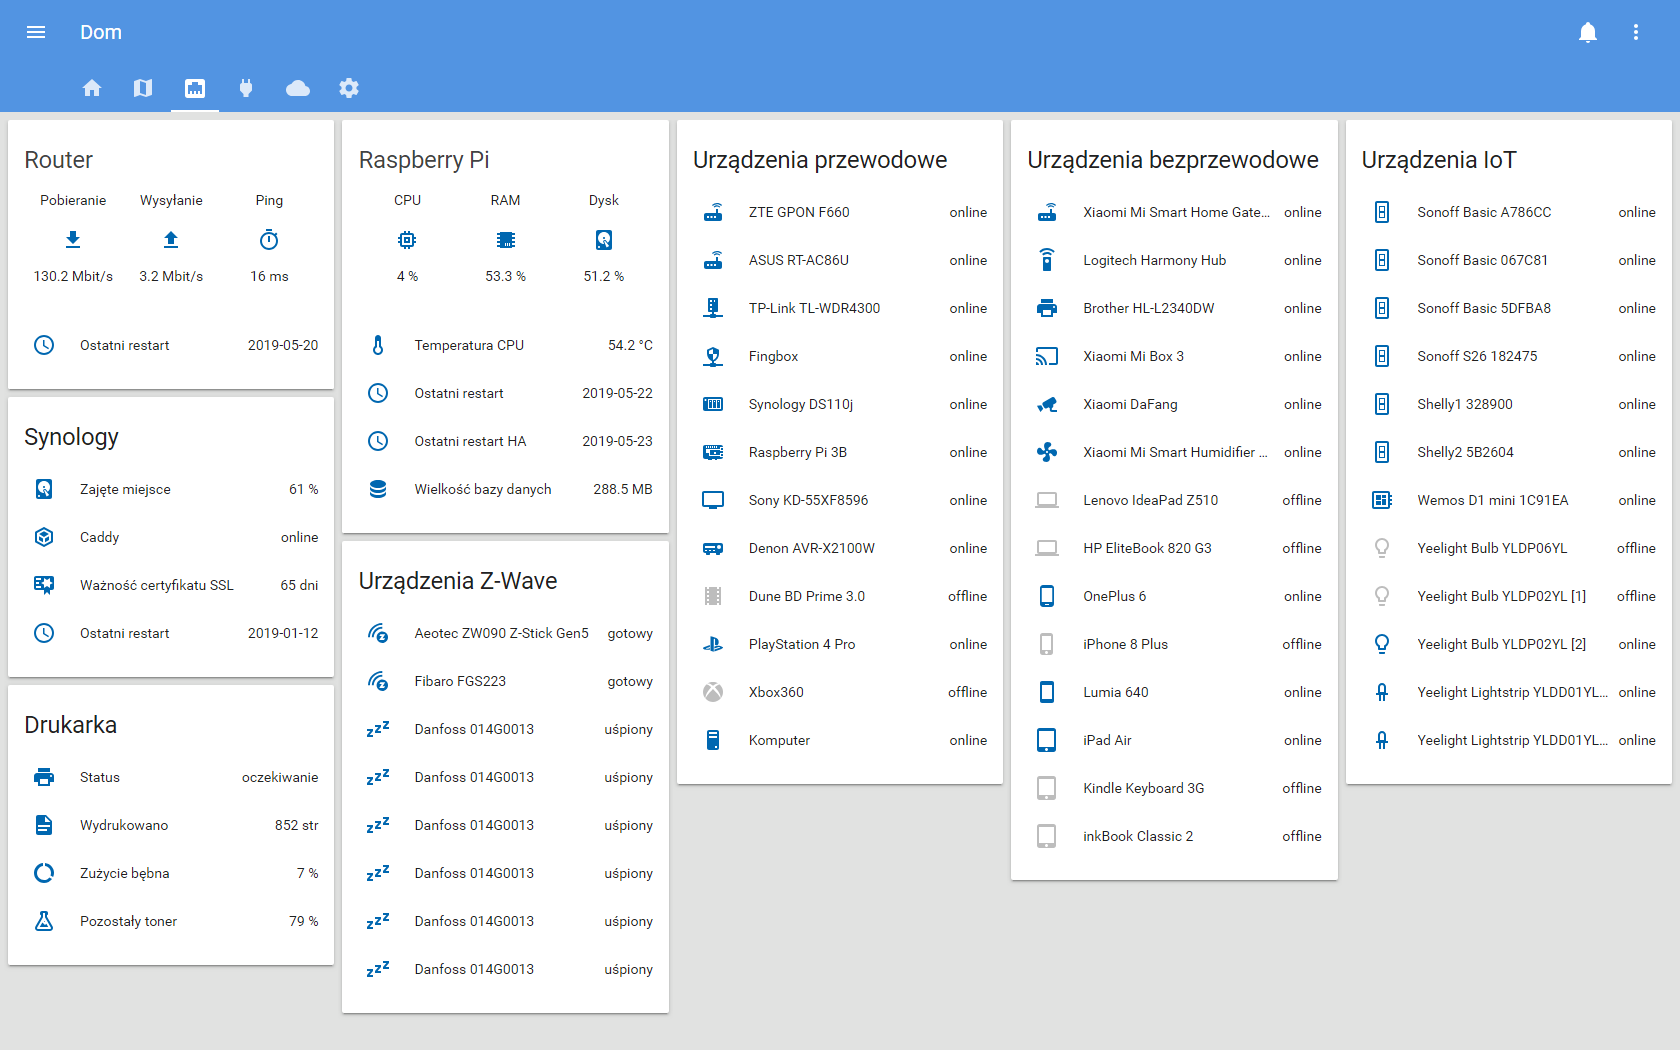 Dom
Router
Pobieranie Wysyłanie Ping
130.2 Mbit/s 3.2 Mbit/s 16 ms
Ostatni restart 2019-05-20
Synology
Zajęte miejsce 61 %
Caddy online
Ważność certyfikatu SSL 65 dni
Ostatni restart 2019-01-12
Drukarka
Status oczekiwanie
Wydrukowano 852 str
Zużycie bębna 7 %
Pozostały toner 79 %
Raspberry Pi
CPU RAM Dysk
4 % 53.3 % 51.2 %
Temperatura CPU 54.2 °C
Ostatni restart 2019-05-22
Ostatni restart HA 2019-05-23
Wielkość bazy danych 288.5 MB
Urządzenia Z-Wave
Aeotec ZW090 Z-Stick Gen5 gotowy
Fibaro FGS223 gotowy
Danfoss 014G0013 uśpiony
Danfoss 014G0013 uśpiony
Danfoss 014G0013 uśpiony
Danfoss 014G0013 uśpiony
Danfoss 014G0013 uśpiony
Danfoss 014G0013 uśpiony
Urządzenia przewodowe
ZTE GPON F660 online
ASUS RT-AC86U online
TP-Link TL-WDR4300 online
Fingbox online
Synology DS110j online
Raspberry Pi 3B online
Sony KD-55XF8596 online
Denon AVR-X2100W online
Dune BD Prime 3.0 offline
PlayStation 4 Pro online
Xbox360 offline
Komputer online
Urządzenia bezprzewodowe
Xiaomi Mi Smart Home Gate... online
Logitech Harmony Hub online
Brother HL-L2340DW online
Xiaomi Mi Box 3 online
Xiaomi DaFang online
Xiaomi Mi Smart Humidifier ... online
Lenovo IdeaPad Z510 offline
HP EliteBook 820 G3 offline
OnePlus 6 online
iPhone 8 Plus offline
Lumia 640 online
iPad Air online
Kindle Keyboard 3G offline
inkBook Classic 2 offline
Urządzenia IoT
Sonoff Basic A786CC online
Sonoff Basic 067C81 online
Sonoff Basic 5DFBA8 online
Sonoff S26 182475 online
Shelly1 328900 online
Shelly2 5B2604 online
Wemos D1 mini 1C91EA online
Yeelight Bulb YLDP06YL offline
Yeelight Bulb YLDP02YL [1] offline
Yeelight Bulb YLDP02YL [2] online
Yeelight Lightstrip YLDD01YL... online
Yeelight Lightstrip YLDD01YL... online